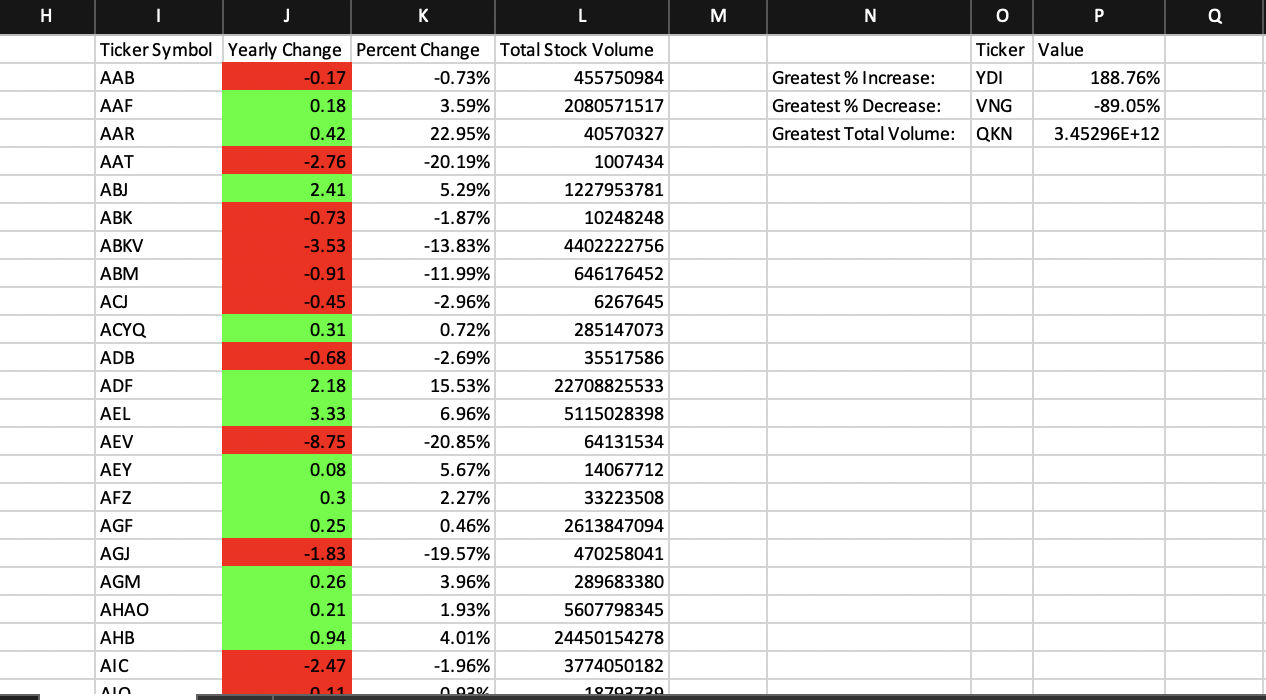 H I J K L M N O P Q
Ticker Symbol Yearly Change Percent Change Total Stock Volume Ticker Value
AAB -0.17 -0.73% 455750984 Greatest % Increase: YDI 188.76%
AAF 0.18 3.59% 2080571517 Greatest % Decrease: VNG -89.05%
AAR 0.42 22.95% 40570327 Greatest Total Volume: QKN 3.45296E+12
AAT -2.76 -20.19% 1007434
ABJ 2.41 5.29% 1227953781
ABK -0.73 -1.87% 10248248
ABKV -3.53 -13.83% 4402222756
ABM -0.91 -11.99% 646176452
ACJ -0.45 -2.96% 6267645
ACYQ 0.31 0.72% 285147073
ADB -0.68 -2.69% 35517586
ADF 2.18 15.53% 22708825533
AEL 3.33 6.96% 5115028398
AEV -8.75 -20.85% 64131534
AEY 0.08 5.67% 14067712
AFZ 0.3 2.27% 33223508
AGF 0.25 0.46% 2613847094
AGJ -1.83 -19.57% 470258041
AGM 0.26 3.96% 289683380
AHAO 0.21 1.93% 5607798345
AHB 0.94 4.01% 24450154278
AIC -2.47 -1.96% 3774050182